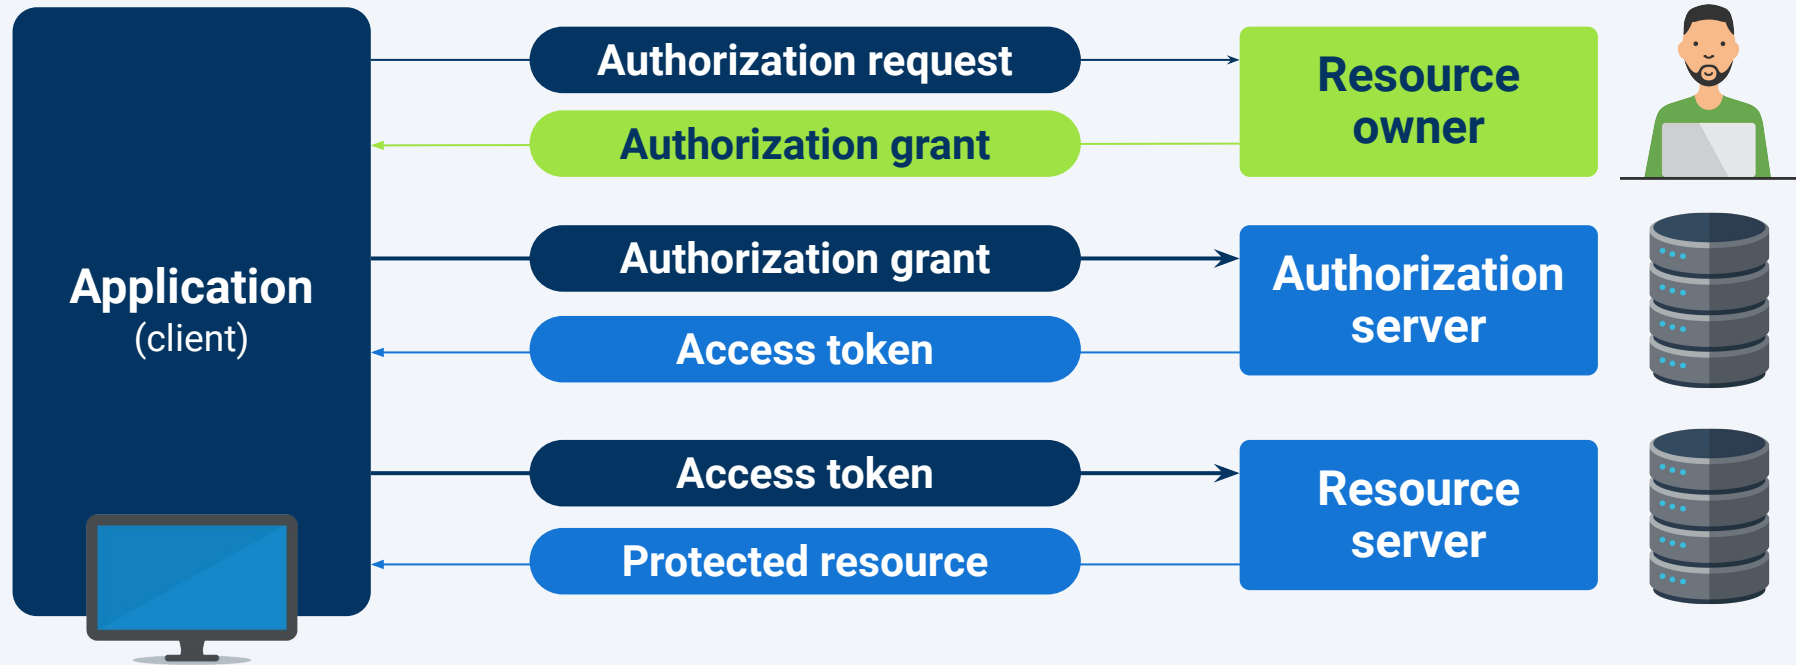 Application
(client)
Authorization request
Authorization grant
Resource
owner
Authorization grant
Access token
Authorization
server
Access token
Protected resource
Resource
server